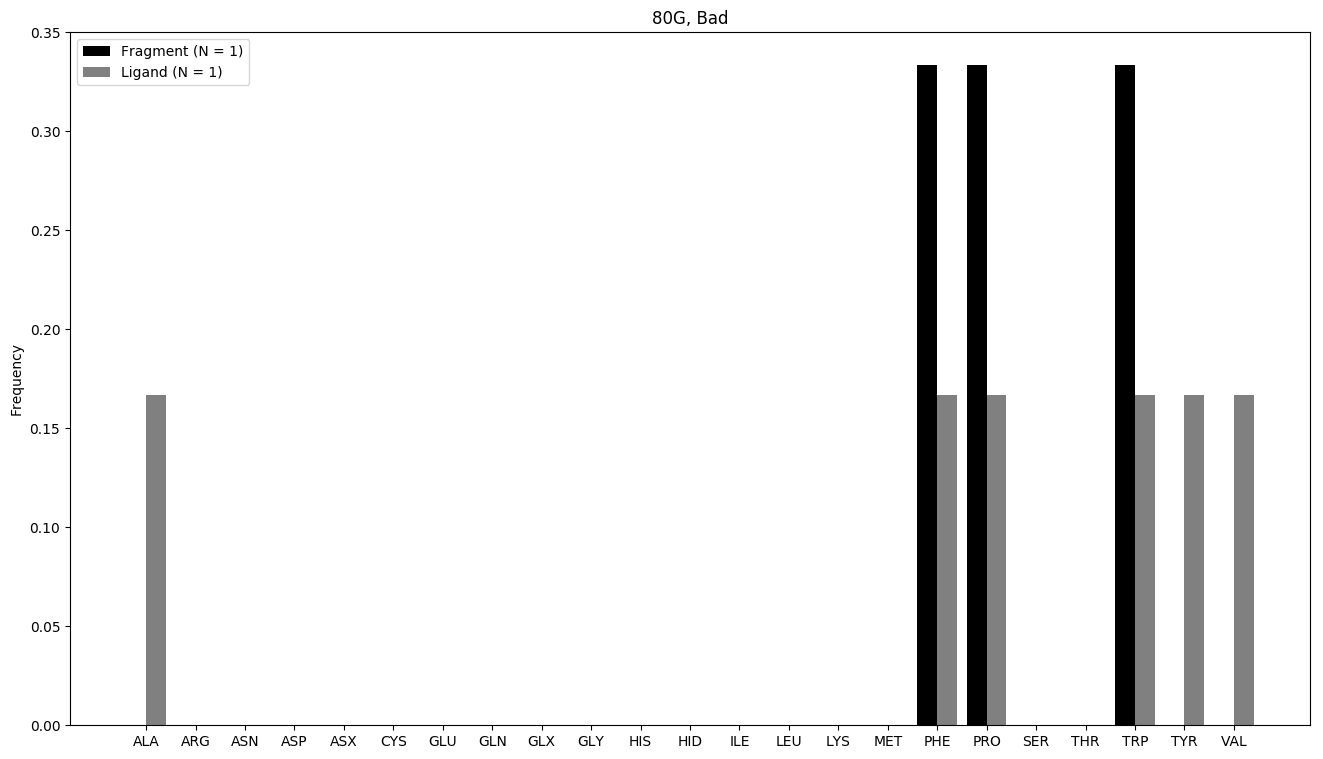 80G, Bad
Fragment (N = 1)
Ligand (N = 1)
Frequency
0.35
0.30
0.25
0.20
0.15
0.10
0.05
0.00
ALA ARG ASN ASP ASX CYS GLU GLN GLX GLY HIS HID ILE LEU LYS MET PHE PRO SER THR TRP TYR VAL